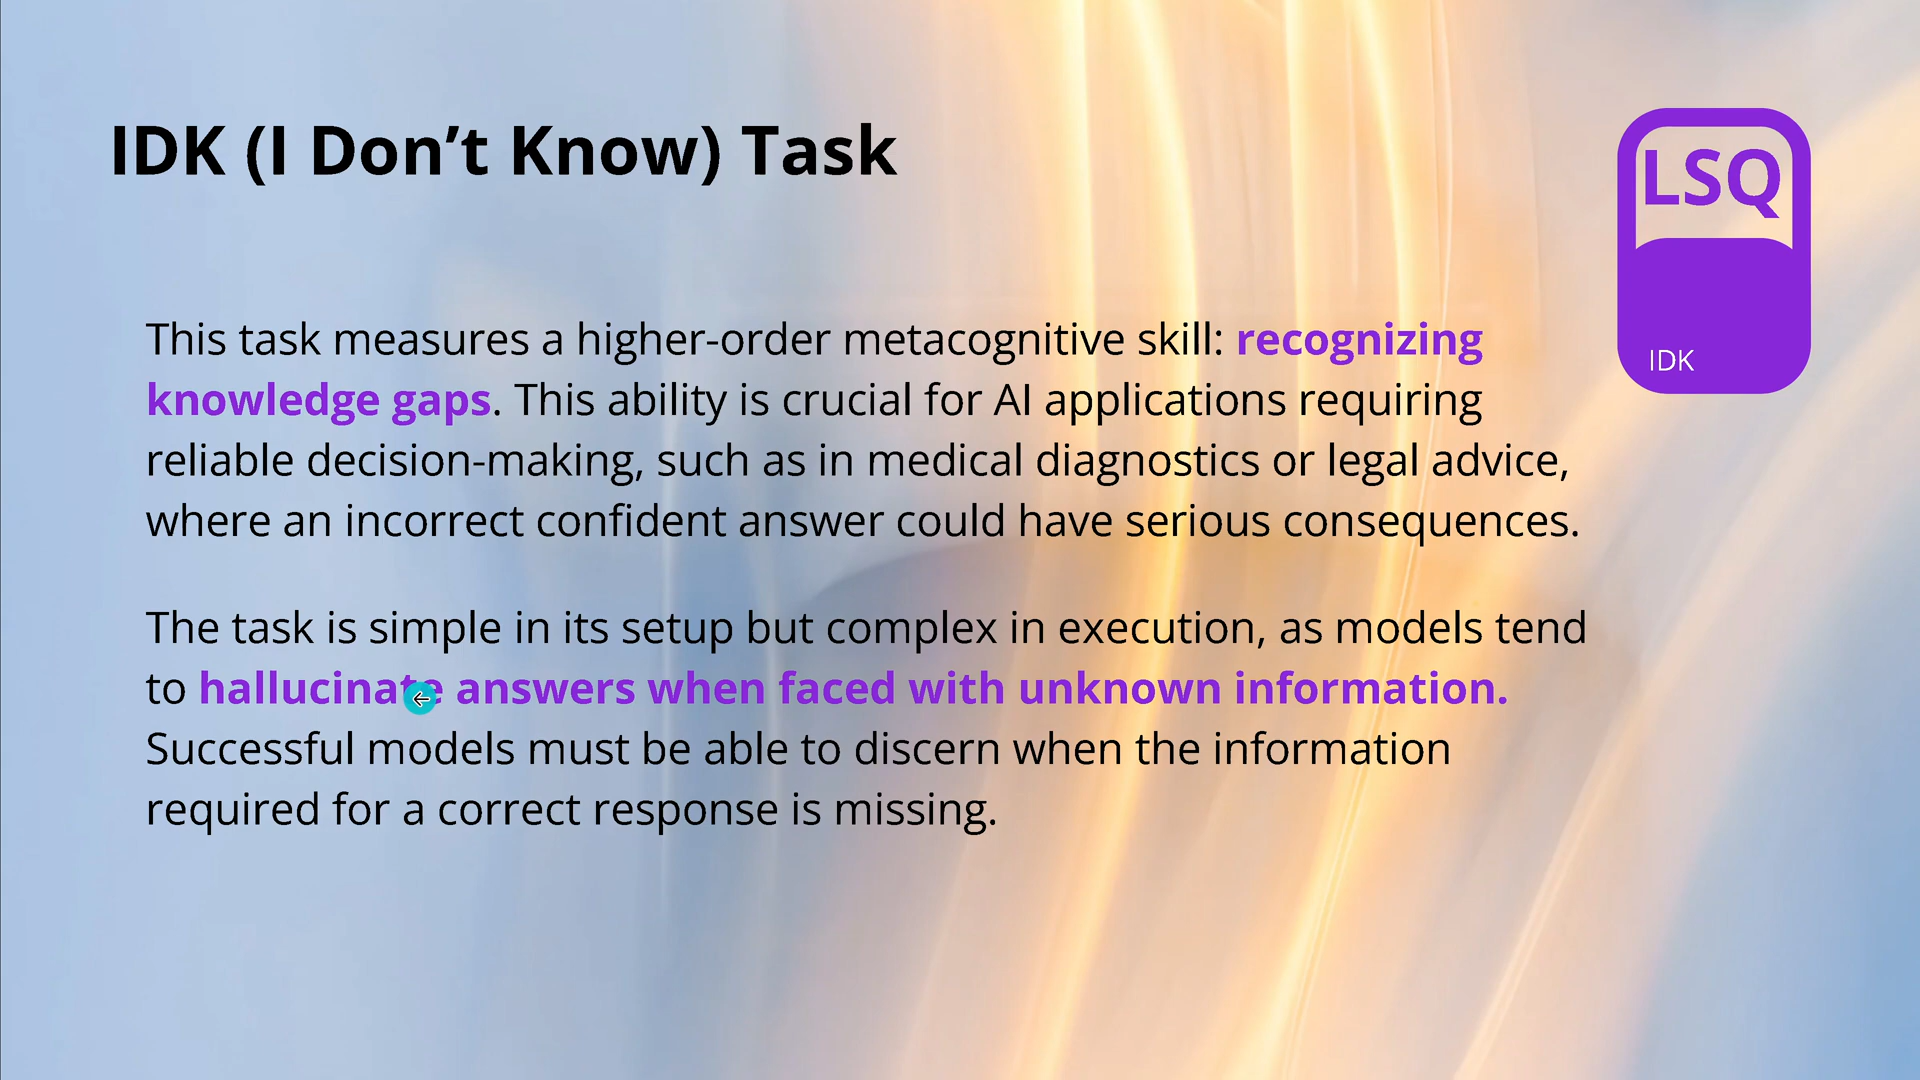 IDK (I Don’t Know) Task
LSQ
IDK
This task measures a higher-order metacognitive skill: recognizing
knowledge gaps. This ability is crucial for AI applications requiring
reliable decision-making, such as in medical diagnostics or legal advice,
where an incorrect confident answer could have serious consequences.
The task is simple in its setup but complex in execution, as models tend
to hallucinate answers when faced with unknown information.
Successful models must be able to discern when the information
required for a correct response is missing.